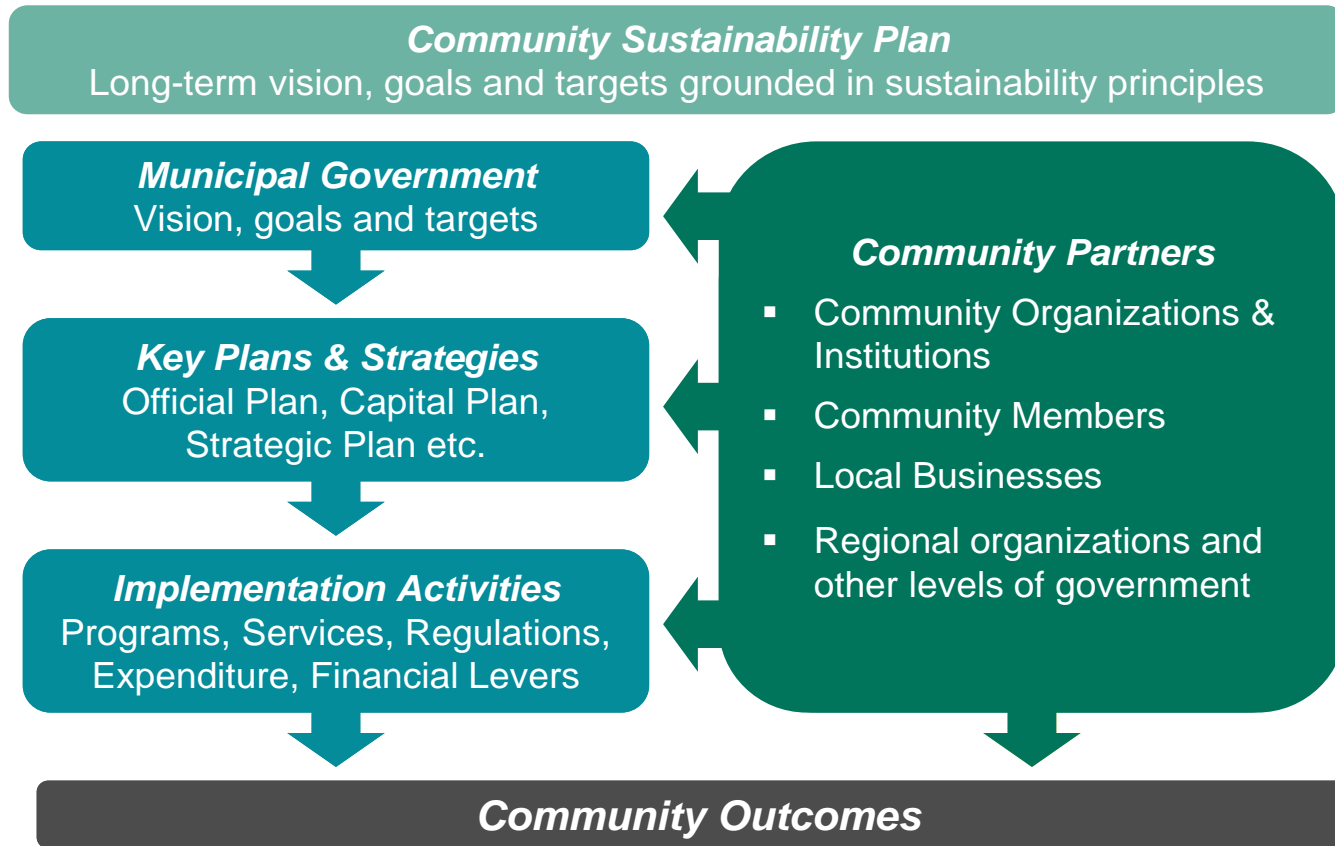 Community Sustainability Plan
Long-term vision, goals and targets grounded in sustainability principles
Municipal Government
Vision, goals and targets
Key Plans & Strategies
Official Plan, Capital Plan,
Strategic Plan etc.
Implementation Activities
Programs, Services, Regulations,
Expenditure, Financial Levers
Community Partners
▪ Community Organizations &
Institutions
▪ Community Members
▪ Local Businesses
▪ Regional organizations and
other levels of government
Community Outcomes